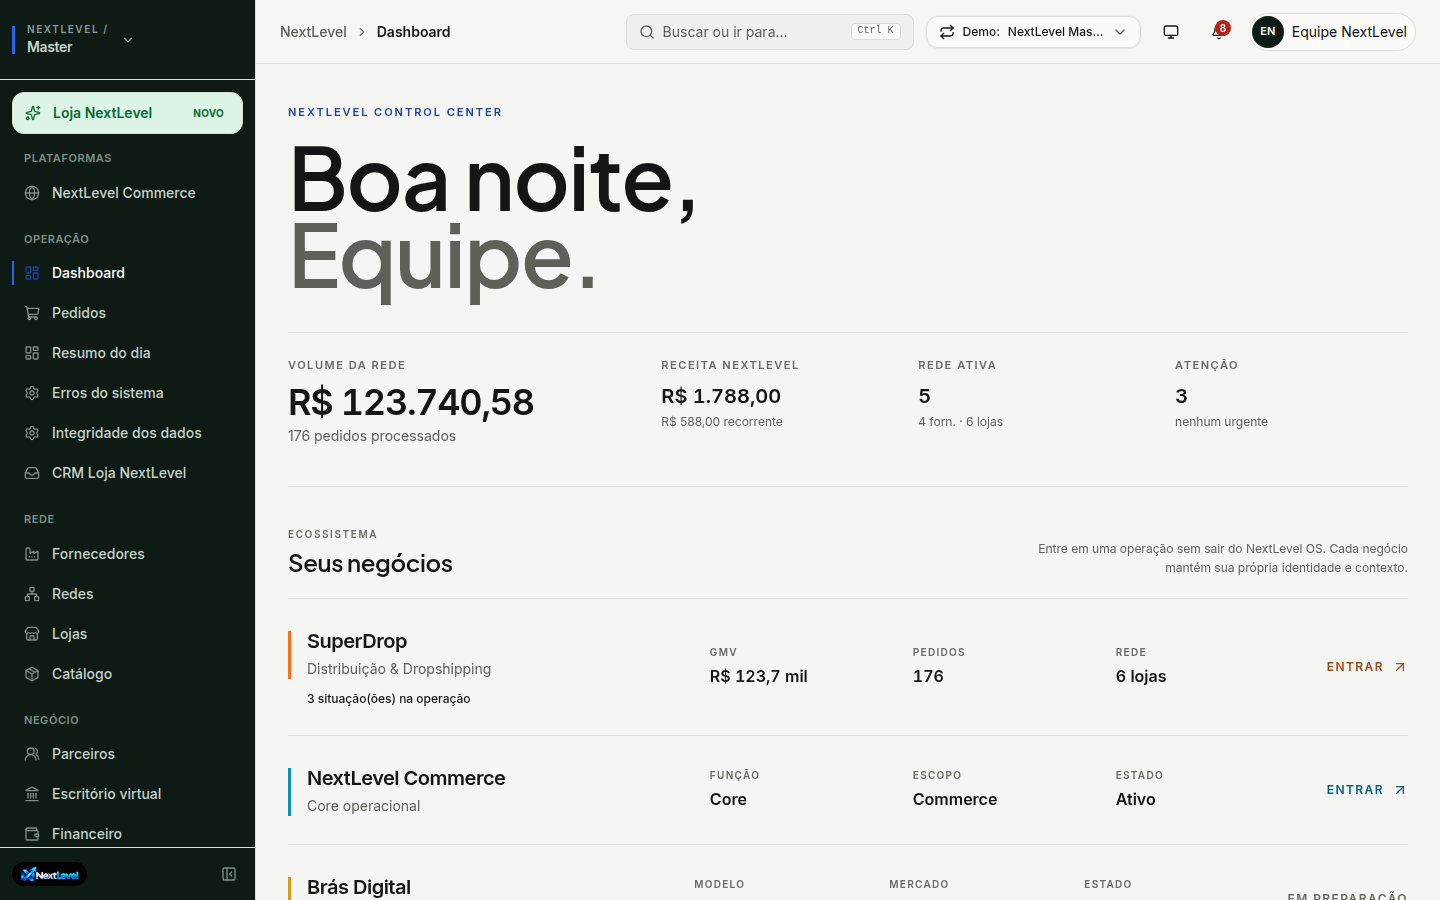 NEXTLEVEL /
Master
Loja NextLevel NOVO
PLATAFORMAS
NextLevel Commerce
OPERAÇÃO
Dashboard
Pedidos
Resumo do dia
Erros do sistema
Integridade dos dados
CRM Loja NextLevel
REDE
Fornecedores
Redes
Lojas
Catálogo
NEGÓCIO
Parceiros
Escritório virtual
Financeiro
NextLevel
NextLevel > Dashboard
Buscar ou ir para... Ctrl K
Demo: NextLevel Mas...
8
EN Equipe NextLevel
NEXTLEVEL CONTROL CENTER
Boa noite,
Equipe.
VOLUME DA REDE
R$ 123.740,58
176 pedidos processados
RECEITA NEXTLEVEL
R$ 1.788,00
R$ 588,00 recorrente
REDE ATIVA
5
4 forn. · 6 lojas
ATENÇÃO
3
nenhum urgente
ECOSSISTEMA
Seus negócios
Entre em uma operação sem sair do NextLevel OS. Cada negócio
mantém sua própria identidade e contexto.
SuperDrop
Distribuição & Dropshipping
3 situação(ões) na operação
GMV
R$ 123,7 mil
PEDIDOS
176
REDE
6 lojas
ENTRAR
NextLevel Commerce
Core operacional
FUNÇÃO
Core
ESCOPO
Commerce
ESTADO
Ativo
ENTRAR
Brás Digital
MODELO
MERCADO
ESTADO
EM PREPARAÇÃO